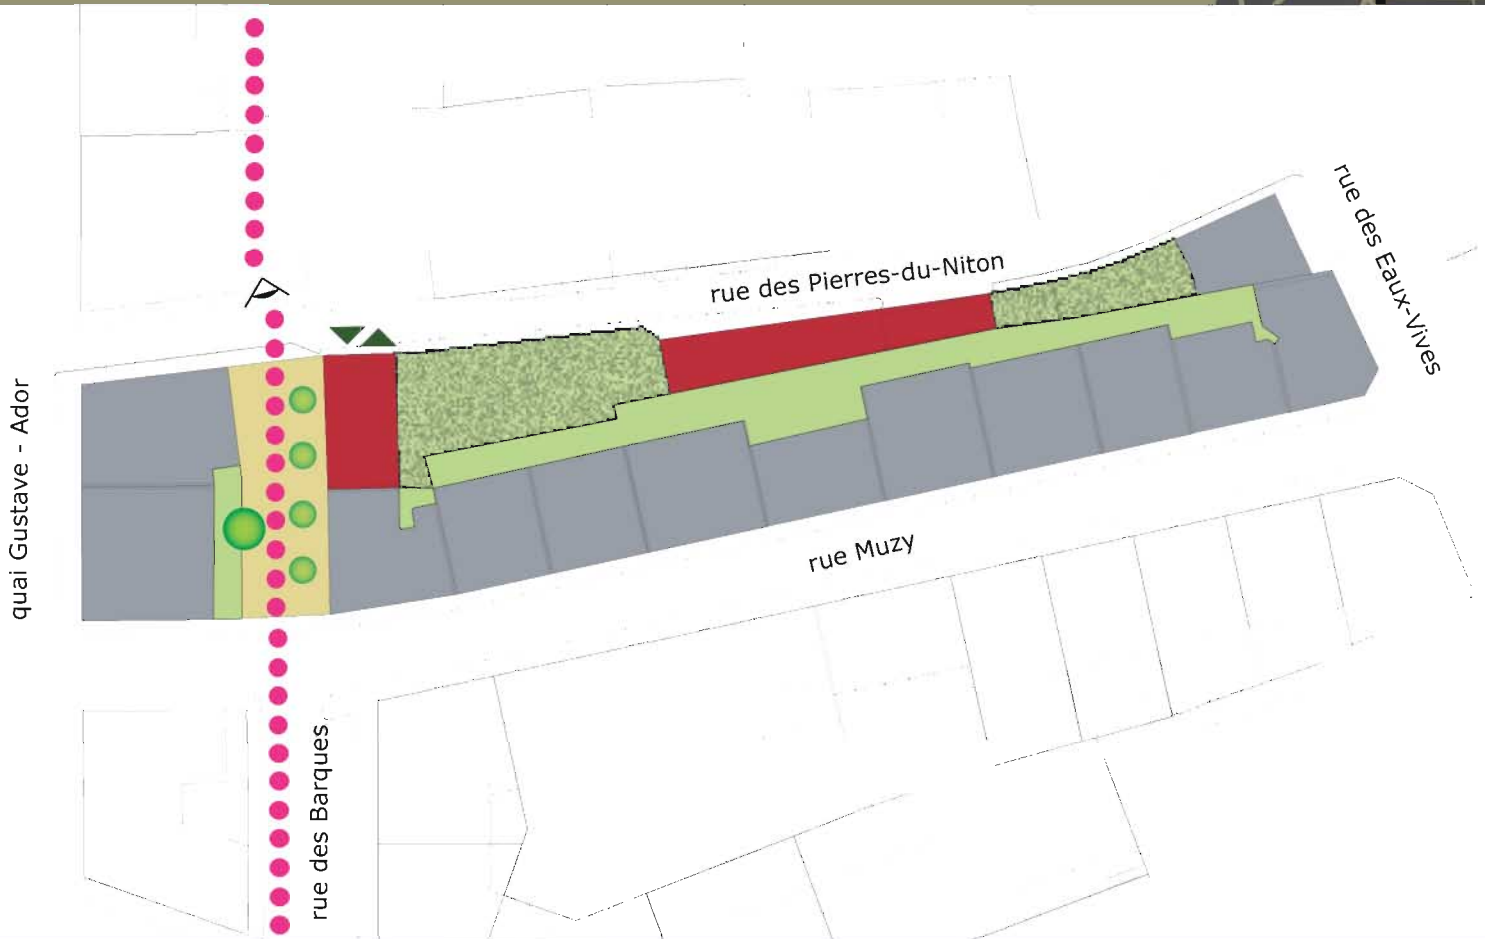 rue des Eaux-Vives
rue des Pierres-du-Niton
quai Gustave - Ador
rue Muzy
rue des Barques